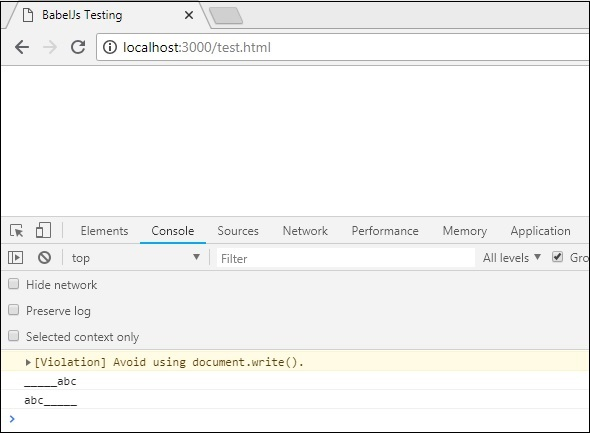 BabelJs Testing
localhost:3000/test.html
Elements Console Sources Network Performance Memory Application
top Filter All levels Gro
Hide network
Preserve log
Selected context only
[Violation] Avoid using document.write().
_____abc
abc_____